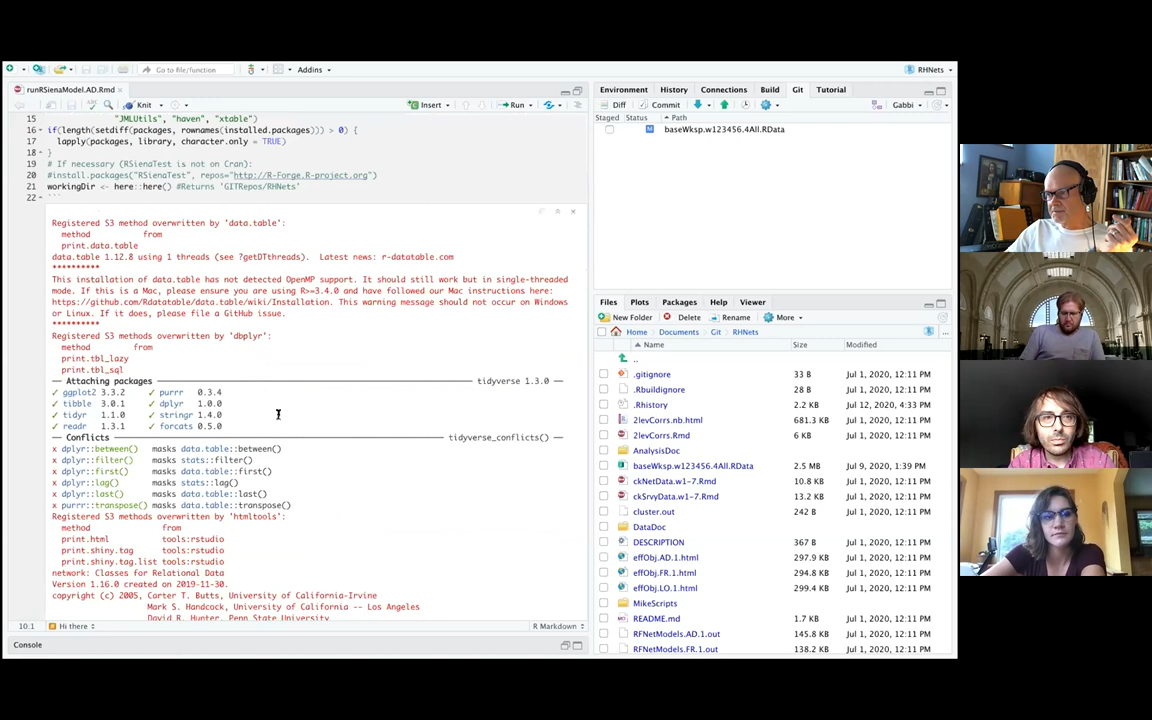 Go to file/function
Addins
RHNets
runRSienaModel.AD.Rmd
Knit
Insert
Run
15 "JMLUtils", "haven", "xtable")
16 if(length(setdiff(packages, rownames(installed.packages))) > 0) {
17 lapply(packages, library, character.only = TRUE)
18 }
19 # If necessary (RSienaTest is not on Cran):
20 #install.packages("RSienaTest", repos="http://R-Forge.R-project.org")
21 workingDir <- here::here() #Returns 'GITRepos/RHNets'
22 ```
Registered S3 method overwritten by 'data.table':
method from
print.data.table
data.table 1.12.8 using 1 threads (see ?getDTthreads). Latest news: r-datatable.com
**********
This installation of data.table has not detected OpenMP support. It should still work but in single-threaded
mode. If this is a Mac, please ensure you are using R>=3.4.0 and have followed our Mac instructions here:
https://github.com/Rdatatable/data.table/wiki/Installation. This warning message should not occur on Windows
or Linux. If it does, please file a GitHub issue.
**********
Registered S3 methods overwritten by 'dbplyr':
method from
print.tbl_lazy
print.tbl_sql
── Attaching packages ── tidyverse 1.3.0 ──
✓ ggplot2 3.3.2 ✓ purrr 0.3.4
✓ tibble 3.0.1 ✓ dplyr 1.0.0
✓ tidyr 1.1.0 ✓ stringr 1.4.0
✓ readr 1.3.1 ✓ forcats 0.5.0
── Conflicts ── tidyverse_conflicts() ──
x dplyr::between() masks data.table::between()
x dplyr::filter() masks stats::filter()
x dplyr::first() masks data.table::first()
x dplyr::lag() masks stats::lag()
x dplyr::last() masks data.table::last()
x purrr::transpose() masks data.table::transpose()
Registered S3 methods overwritten by 'htmltools':
method from
print.html tools:rstudio
print.shiny.tag tools:rstudio
print.shiny.tag.list tools:rstudio
network: Classes for Relational Data
Version 1.16.0 created on 2019-11-30.
copyright (c) 2005, Carter T. Butts, University of California-Irvine
Mark S. Handcock, University of California -- Los Angeles
David R. Hunter, Penn State University
10:1 Hi there R Markdown
Console
Environment History Connections Build Git Tutorial
Diff Commit More Gabbi
Staged Status Path
baseWksp.w123456.4All.RData
Files Plots Packages Help Viewer
New Folder Delete Rename More
Home Documents Git RHNets
Name Size Modified
..
.gitignore 33 B Jul 1, 2020, 12:11 PM
.Rbuildignore 28 B Jul 1, 2020, 12:11 PM
.Rhistory 2.2 KB Jul 12, 2020, 4:33 PM
2levCorrs.nb.html 681.3 KB Jul 1, 2020, 12:11 PM
2levCorrs.Rmd 6 KB Jul 1, 2020, 12:11 PM
AnalysisDoc
baseWksp.w123456.4All.RData 2.5 MB Jul 9, 2020, 1:39 PM
ckNetData.w1-7.Rmd 10.8 KB Jul 1, 2020, 12:11 PM
ckSrvyData.w1-7.Rmd 13.2 KB Jul 1, 2020, 12:11 PM
cluster.out 242 B Jul 1, 2020, 12:11 PM
DataDoc
DESCRIPTION 367 B Jul 1, 2020, 12:11 PM
effObj.AD.1.html 297.9 KB Jul 1, 2020, 12:11 PM
effObj.FR.1.html 294.8 KB Jul 1, 2020, 12:11 PM
effObj.LO.1.html 299.4 KB Jul 1, 2020, 12:11 PM
MikeScripts
README.md 1.7 KB Jul 1, 2020, 12:11 PM
RFNetModels.AD.1.out 145.8 KB Jul 1, 2020, 12:11 PM
RFNetModels.FR.1.out 138.2 KB Jul 1, 2020, 12:11 PM